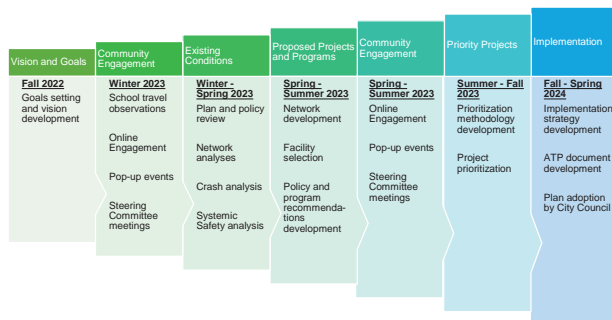 Vision and Goals
Fall 2022
Goals setting
and vision
development
Community
Engagement
Winter 2023
School travel
observations
Online
Engagement
Pop-up events
Steering
Committee
meetings
Existing
Conditions
Winter -
Spring 2023
Plan and policy
review
Network
analyses
Crash analysis
Systemic
Safety analysis
Proposed Projects
and Programs
Spring -
Summer 2023
Network
development
Facility
selection
Policy and
program
recommenda-
tions
development
Community
Engagement
Spring -
Summer 2023
Online
Engagement
Pop-up events
Steering
Committee
meetings
Priority Projects
Summer - Fall
2023
Prioritization
methodology
development
Project
prioritization
Implementation
Fall - Spring
2024
Implementation
strategy
development
ATP document
development
Plan adoption
by City Council